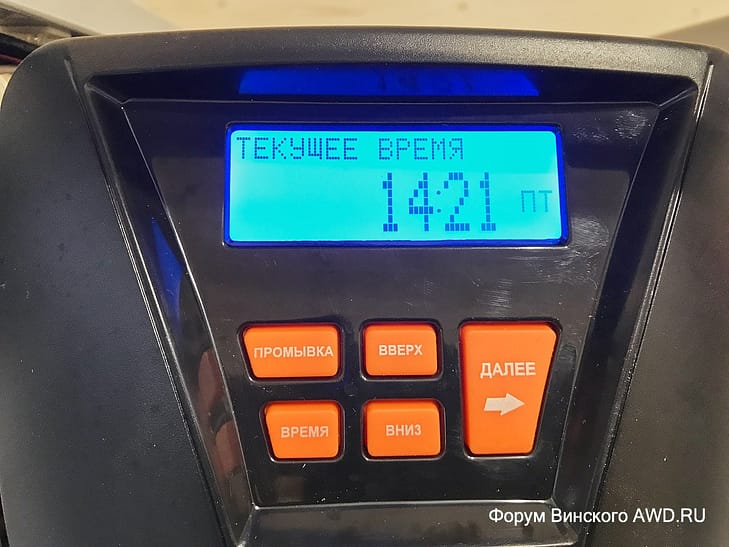 ТЕКУЩЕЕ ВРЕМЯ
14:21 ПТ
ПРОМЫВКА
ВВЕРХ
ДАЛЕЕ
ВРЕМЯ
ВНИЗ
Форум Винского AWD.RU